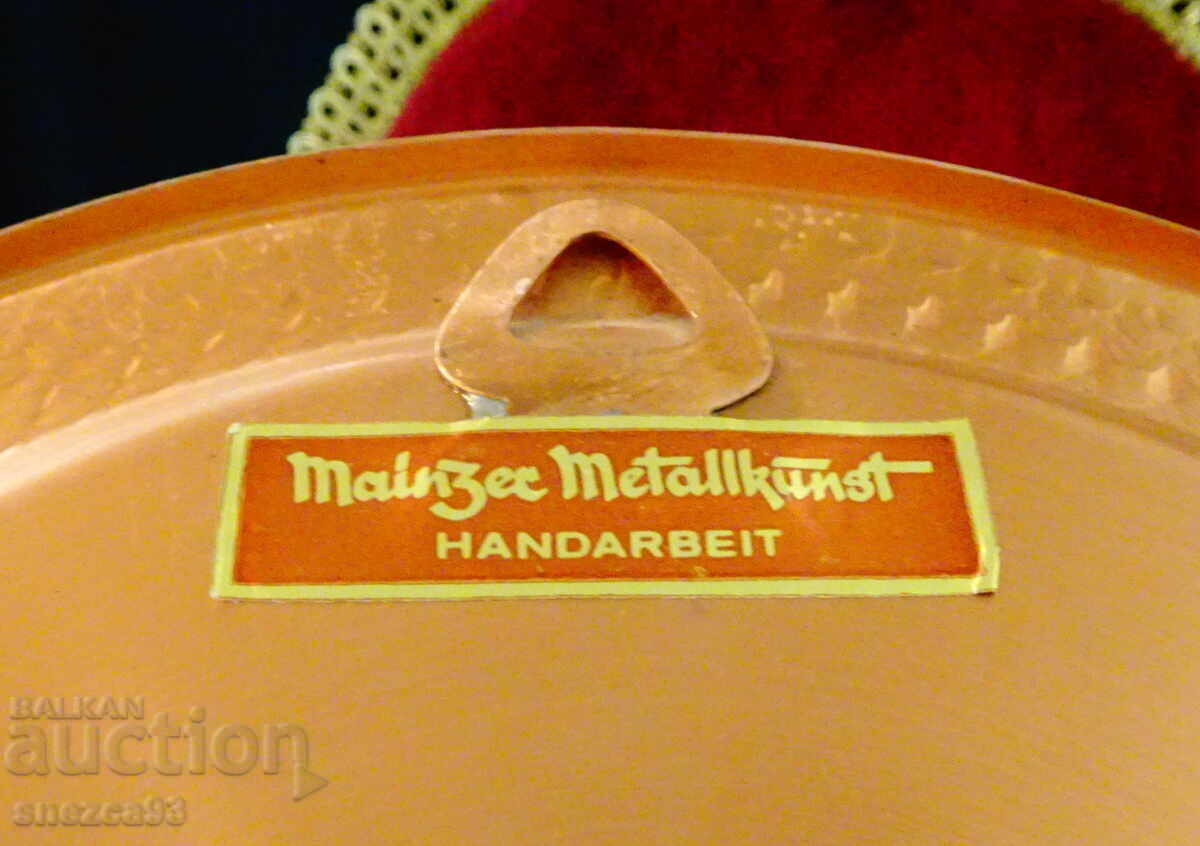 Mainzer Metallkunst
HANDARBEIT
BALKAN
auction
snezca93